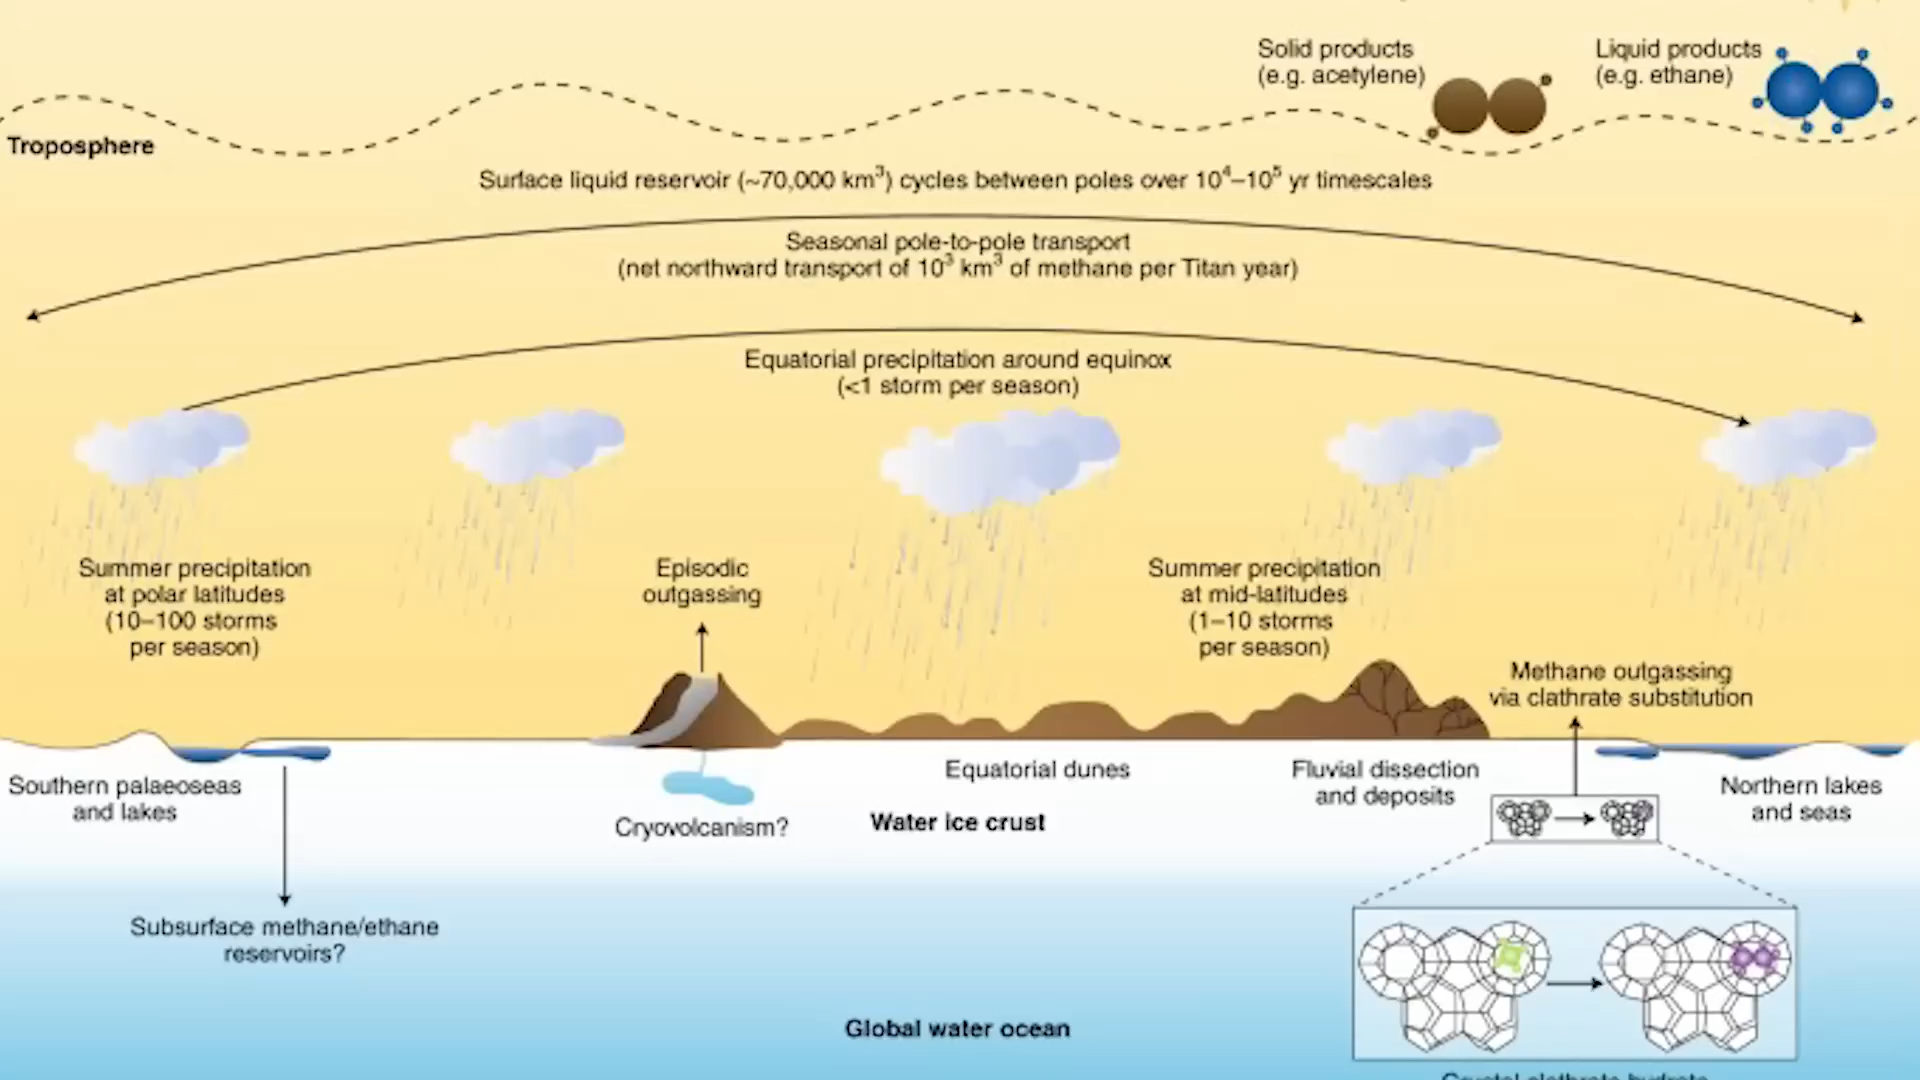 Solid products
(e.g. acetylene)
Liquid products
(e.g. ethane)
Troposphere
Surface liquid reservoir (~70,000 km³) cycles between poles over 10⁴–10⁵ yr timescales
Seasonal pole-to-pole transport
(net northward transport of 10³ km³ of methane per Titan year)
Equatorial precipitation around equinox
(<1 storm per season)
Summer precipitation
at polar latitudes
(10–100 storms
per season)
Episodic
outgassing
Summer precipitation
at mid-latitudes
(1–10 storms
per season)
Methane outgassing
via clathrate substitution
Southern palaeoseas
and lakes
Cryovolcanism?
Equatorial dunes
Water ice crust
Fluvial dissection
and deposits
Northern lakes
and seas
Subsurface methane/ethane
reservoirs?
Global water ocean